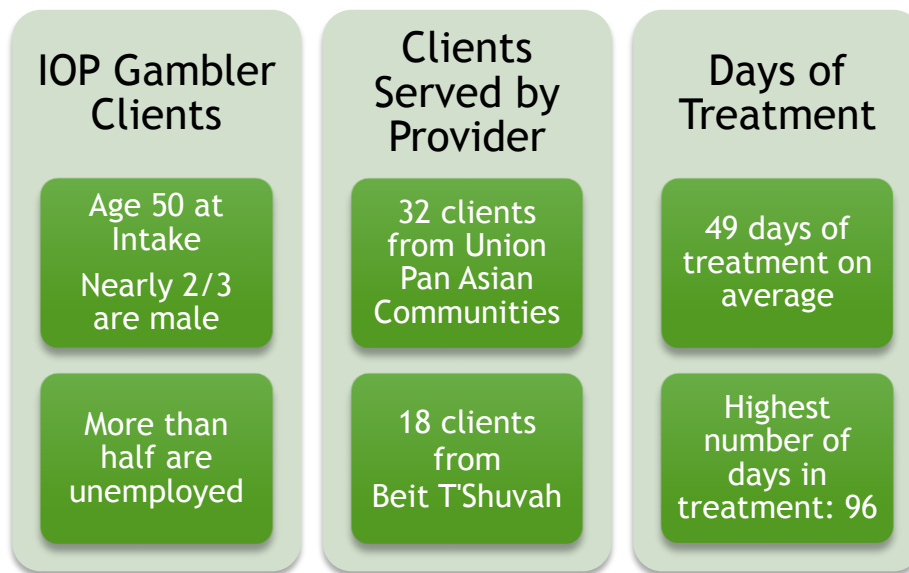 IOP Gambler
Clients
Age 50 at
Intake
Nearly 2/3
are male
More than
half are
unemployed
Clients
Served by
Provider
32 clients
from Union
Pan Asian
Communities
18 clients
from
Beit T'Shuvah
Days of
Treatment
49 days of
treatment on
average
Highest
number of
days in
treatment: 96